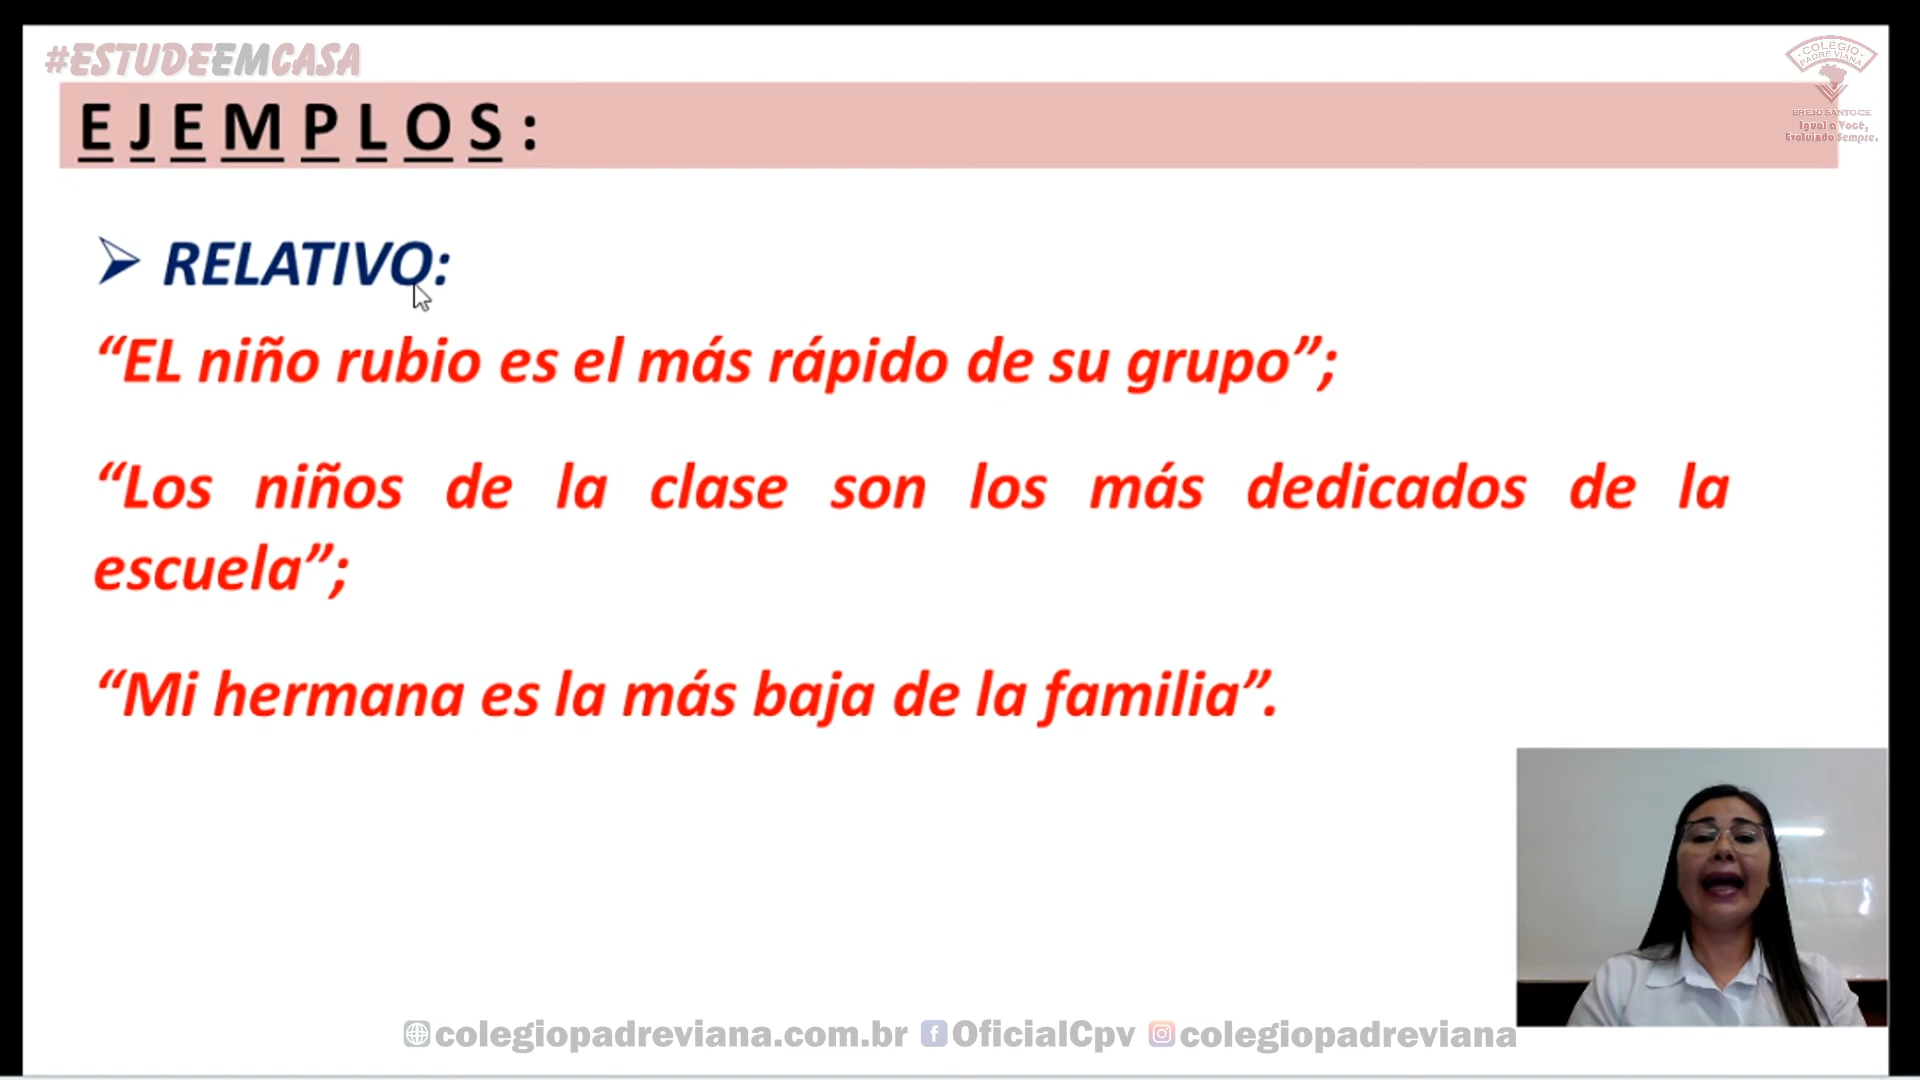 #ESTUDEEMCASA
COLÉGIO
PADRE VIANA
BREJO SANTO-CE
Igual a Você,
Evoluindo Sempre.
EJEMPLOS:
RELATIVO:
“EL niño rubio es el más rápido de su grupo”;
“Los niños de la clase son los más dedicados de la
escuela”;
“Mi hermana es la más baja de la familia”.
colegiopadreviana.com.br OficialCpv colegiopadreviana